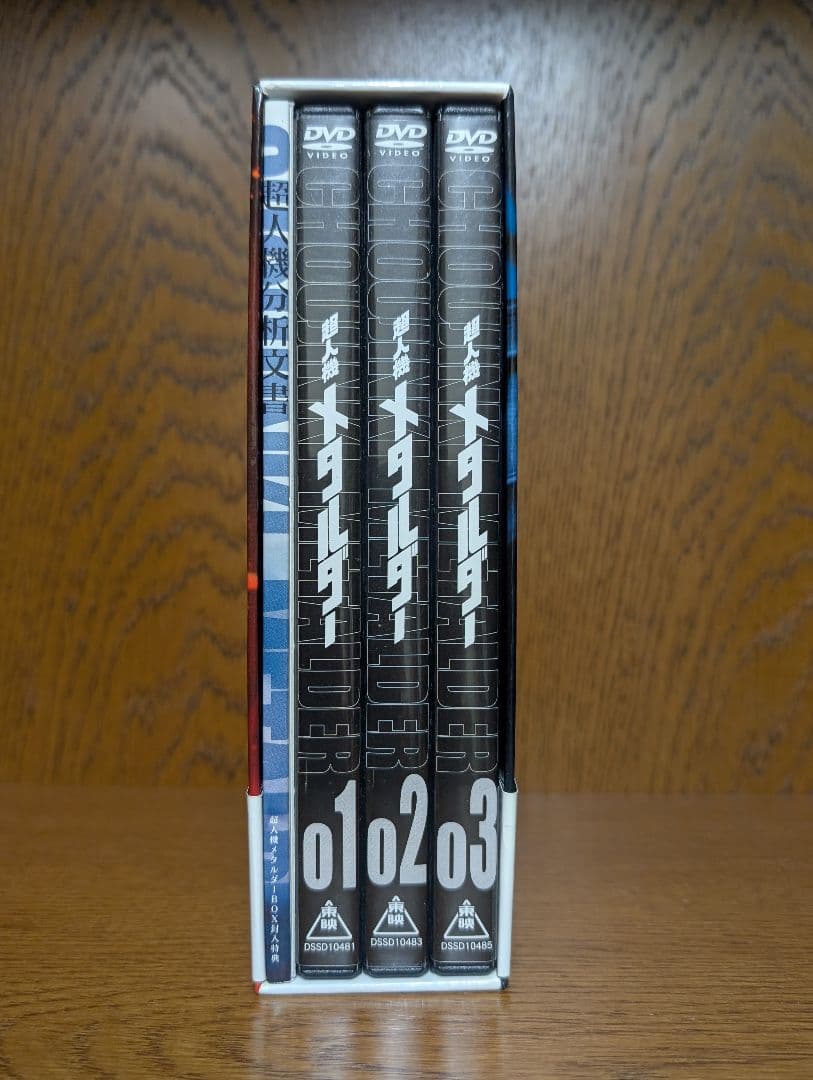 超人機分析文書
超人機メタルダーBOX封入特典
DVD
VIDEO
CHOUJINKI METALDER
超人機
メタルダー
01
東映
DSSD10481
DVD
VIDEO
CHOUJINKI METALDER
超人機
メタルダー
02
東映
DSSD10483
DVD
VIDEO
CHOUJINKI METALDER
超人機
メタルダー
03
東映
DSSD10485